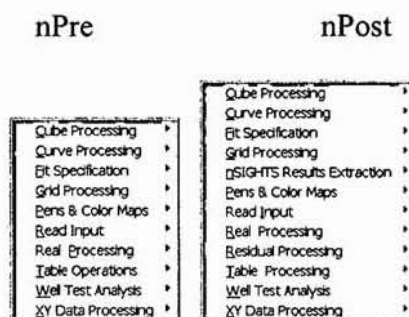 nPre
Qube Processing
Curve Processing
Fit Specification
Grid Processing
Pens & Color Maps
Read Input
Real Processing
Table Operations
Well Test Analysis
XY Data Processing
nPost
Qube Processing
Curve Processing
Fit Specification
Grid Processing
nSIGHTS Results Extraction
Pens & Color Maps
Read Input
Real Processing
Residual Processing
Table Processing
Well Test Analysis
XY Data Processing